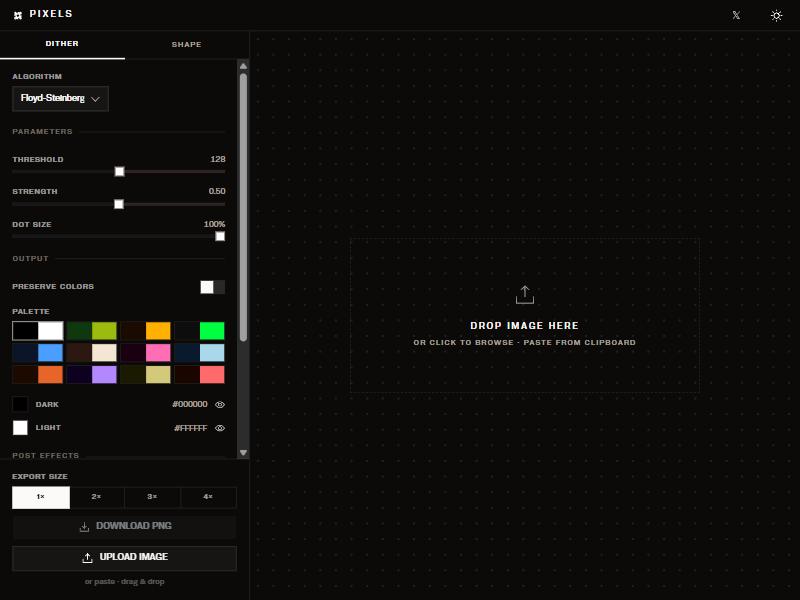 PIXELS
𝕏
DITHER
SHAPE
ALGORITHM
Floyd-Steinberg
PARAMETERS
THRESHOLD 128
STRENGTH 0.50
DOT SIZE 100%
OUTPUT
PRESERVE COLORS
PALETTE
DARK #000000
LIGHT #FFFFFF
POST EFFECTS
EXPORT SIZE
1× 2× 3× 4×
DOWNLOAD PNG
UPLOAD IMAGE
or paste · drag & drop
DROP IMAGE HERE
OR CLICK TO BROWSE · PASTE FROM CLIPBOARD